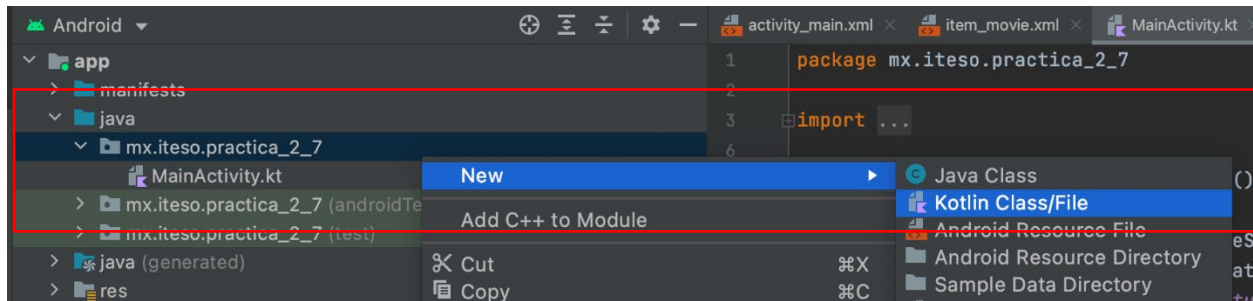 Android
activity_main.xml
item_movie.xml
MainActivity.kt
app
manifests
java
mx.iteso.practica_2_7
MainActivity.kt
mx.iteso.practica_2_7 (androidTe
mx.iteso.practica_2_7 (test)
java (generated)
res
1 package mx.iteso.practica_2_7
2
3 import ...
6
()
New
Add C++ to Module
Cut ⌘X
Copy ⌘C
Java Class
Kotlin Class/File
Android Resource File
Android Resource Directory
Sample Data Directory
eS
at